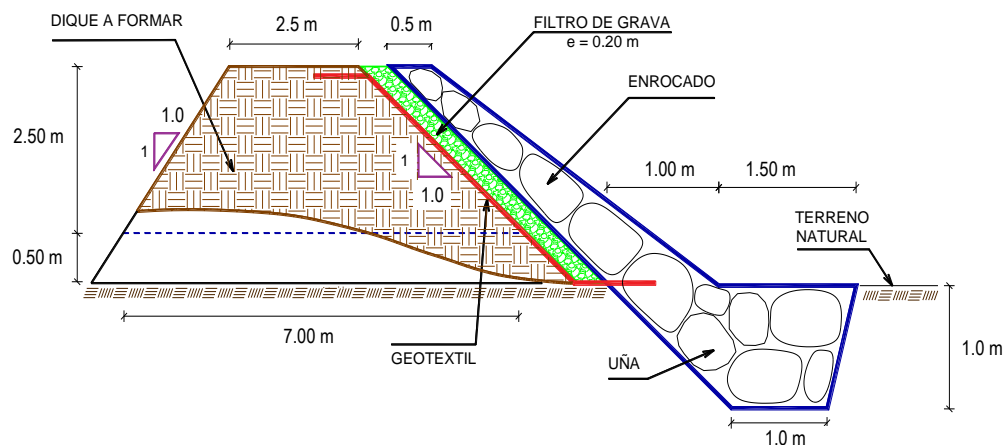 DIQUE A FORMAR
2.5 m
0.5 m
FILTRO DE GRAVA
e = 0.20 m
ENROCADO
2.50 m
1.0
1
1
1.0
1.00 m
1.50 m
TERRENO
NATURAL
0.50 m
7.00 m
GEOTEXTIL
UÑA
1.0 m
1.0 m